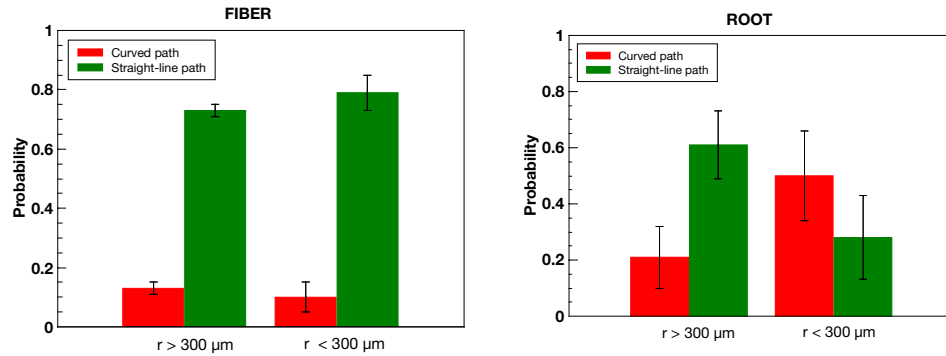 FIBER
1
0.8
0.6
0.4
0.2
0
Probability
Curved path
Straight-line path
r > 300 µm
r < 300 µm
ROOT
1
0.8
0.6
0.4
0.2
0
Probability
Curved path
Straight-line path
r > 300 µm
r < 300 µm